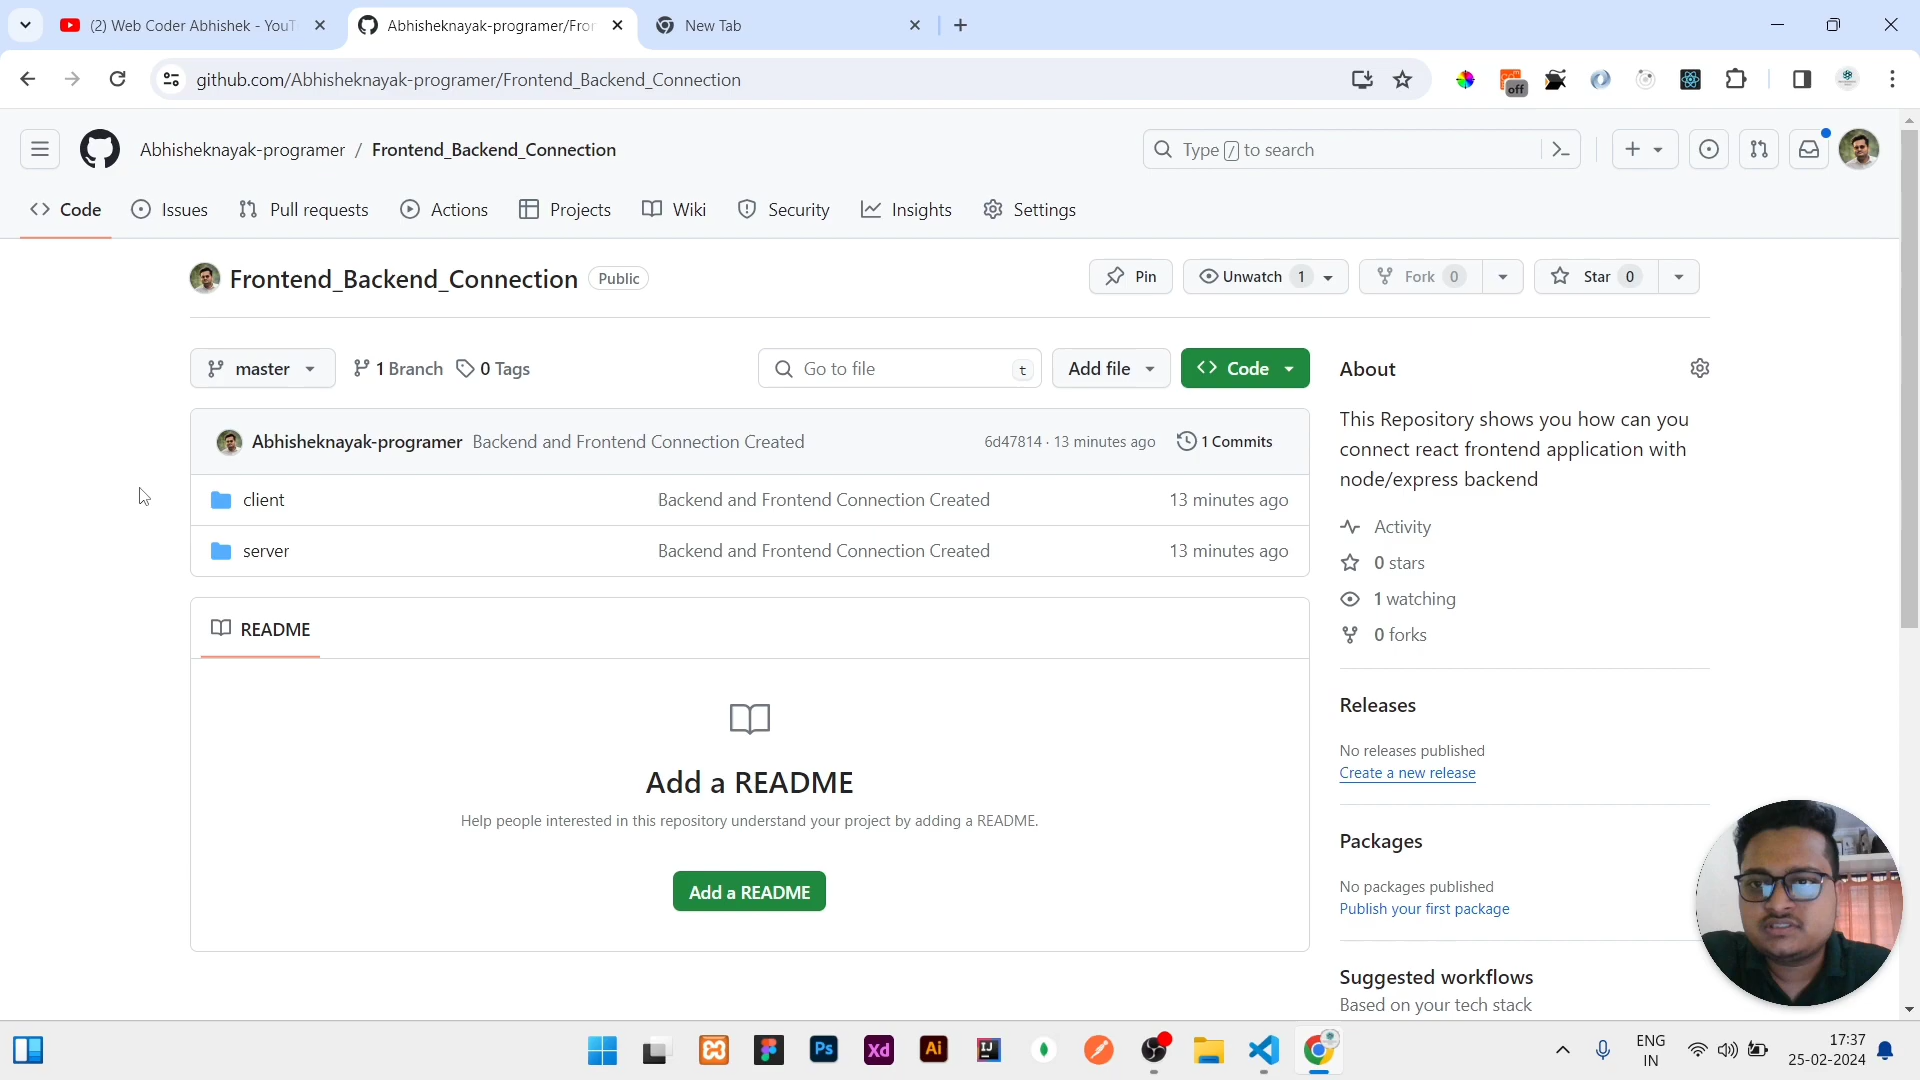 (2) Web Coder Abhishek - YouT
Abhisheknayak-programer/Fron
New Tab
github.com/Abhisheknayak-programer/Frontend_Backend_Connection
off
Abhisheknayak-programer / Frontend_Backend_Connection
Type / to search
Code
Issues
Pull requests
Actions
Projects
Wiki
Security
Insights
Settings
Frontend_Backend_Connection
Public
Pin
Unwatch 1
Fork 0
Star 0
master
1 Branch
0 Tags
Go to file
t
Add file
<> Code
About
This Repository shows you how can you
connect react frontend application with
node/express backend
Abhisheknayak-programer Backend and Frontend Connection Created
6d47814 · 13 minutes ago
1 Commits
client
Backend and Frontend Connection Created
13 minutes ago
server
Backend and Frontend Connection Created
13 minutes ago
Activity
0 stars
1 watching
0 forks
README
Add a README
Help people interested in this repository understand your project by adding a README.
Add a README
Releases
No releases published
Create a new release
Packages
No packages published
Publish your first package
Suggested workflows
Based on your tech stack
Ps
Xd
Ai
IJ
ENG
IN
17:37
25-02-2024